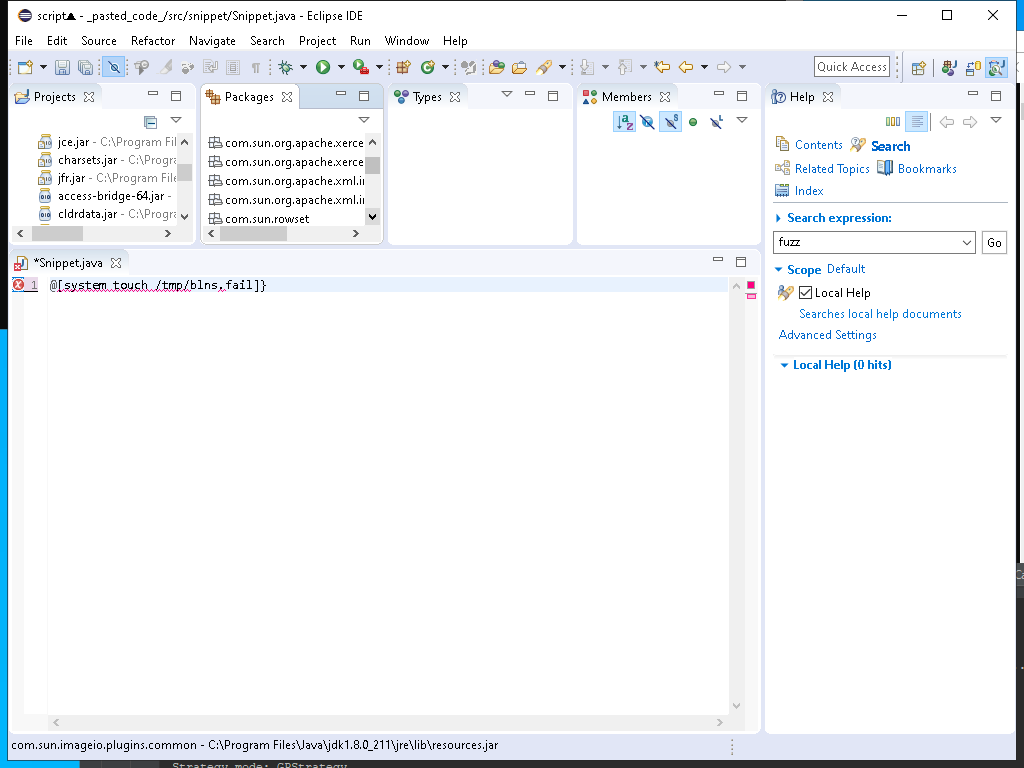 script▲ - _pasted_code_/src/snippet/Snippet.java - Eclipse IDE
File Edit Source Refactor Navigate Search Project Run Window Help
Quick Access
Projects
jce.jar - C:\Program Fil
charsets.jar - C:\Progra
jfr.jar - C:\Program File
access-bridge-64.jar -
cldrdata.jar - C:\Progra
Packages
com.sun.org.apache.xerce
com.sun.org.apache.xerce
com.sun.org.apache.xml.in
com.sun.org.apache.xml.in
com.sun.rowset
Types
Members
Help
Contents Search
Related Topics Bookmarks
Index
Search expression:
fuzz Go
Scope Default
Local Help
Searches local help documents
Advanced Settings
Local Help (0 hits)
*Snippet.java
1 @[system touch /tmp/blns.fail]}
com.sun.imageio.plugins.common - C:\Program Files\Java\jdk1.8.0_211\jre\lib\resources.jar
Strategy mode: GPStrategy